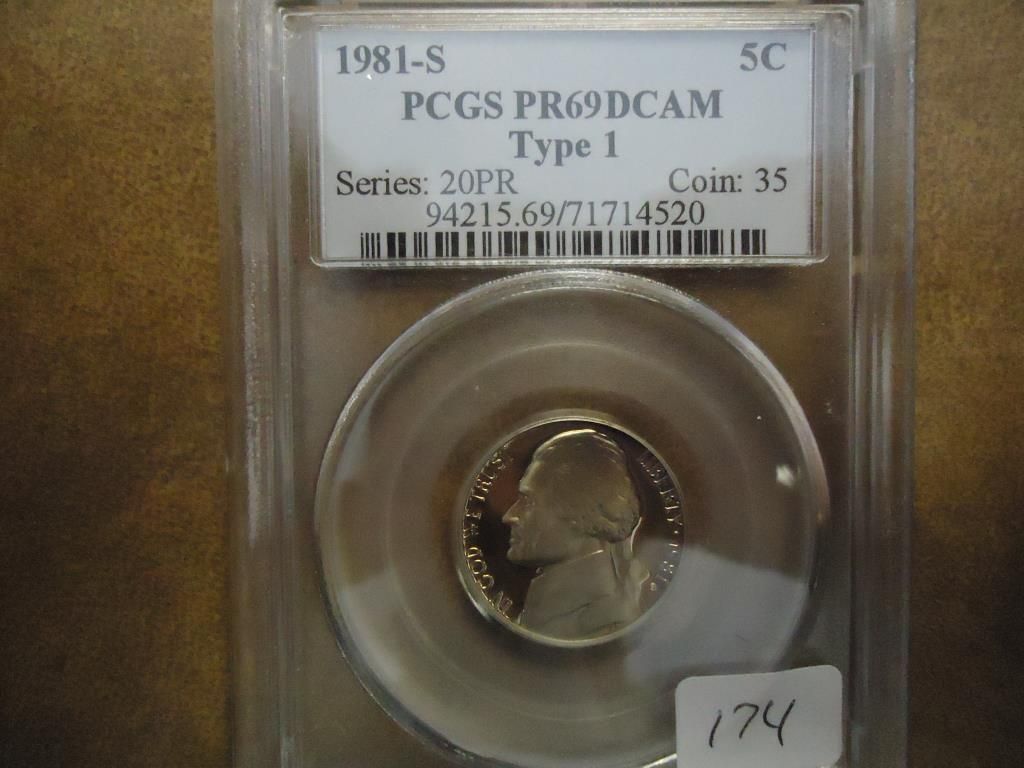 1981-S 5C
PCGS PR69DCAM
Type 1
Series: 20PR Coin: 35
94215.69/71714520
IN GOD WE TRUST
LIBERTY · 1981
174